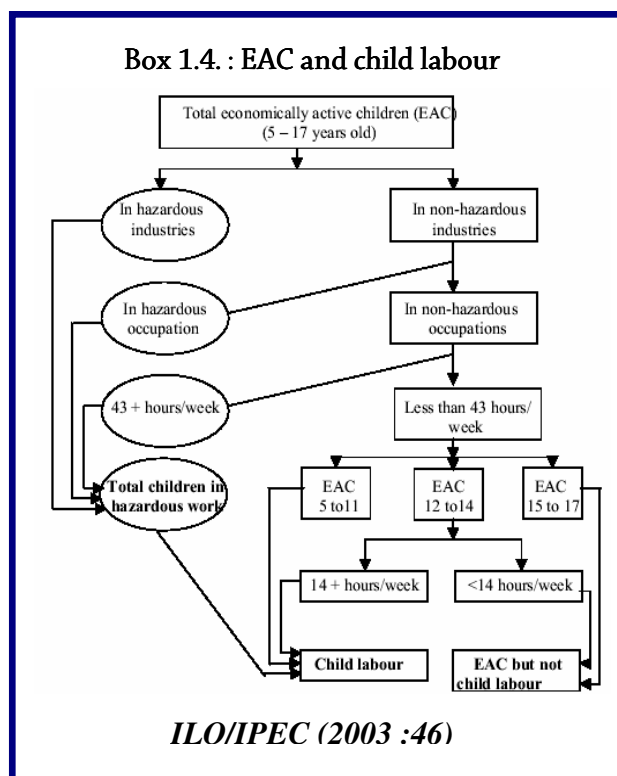 Box 1.4. : EAC and child labour
Total economically active children (EAC)
(5 – 17 years old)
In hazardous
industries
In non-hazardous
industries
In hazardous
occupation
In non-hazardous
occupations
43 + hours/week
Less than 43 hours/
week
Total children in
hazardous work
EAC
5 to11
EAC
12 to14
EAC
15 to 17
14 + hours/week
<14 hours/week
Child labour
EAC but not
child labour
ILO/IPEC (2003 :46)